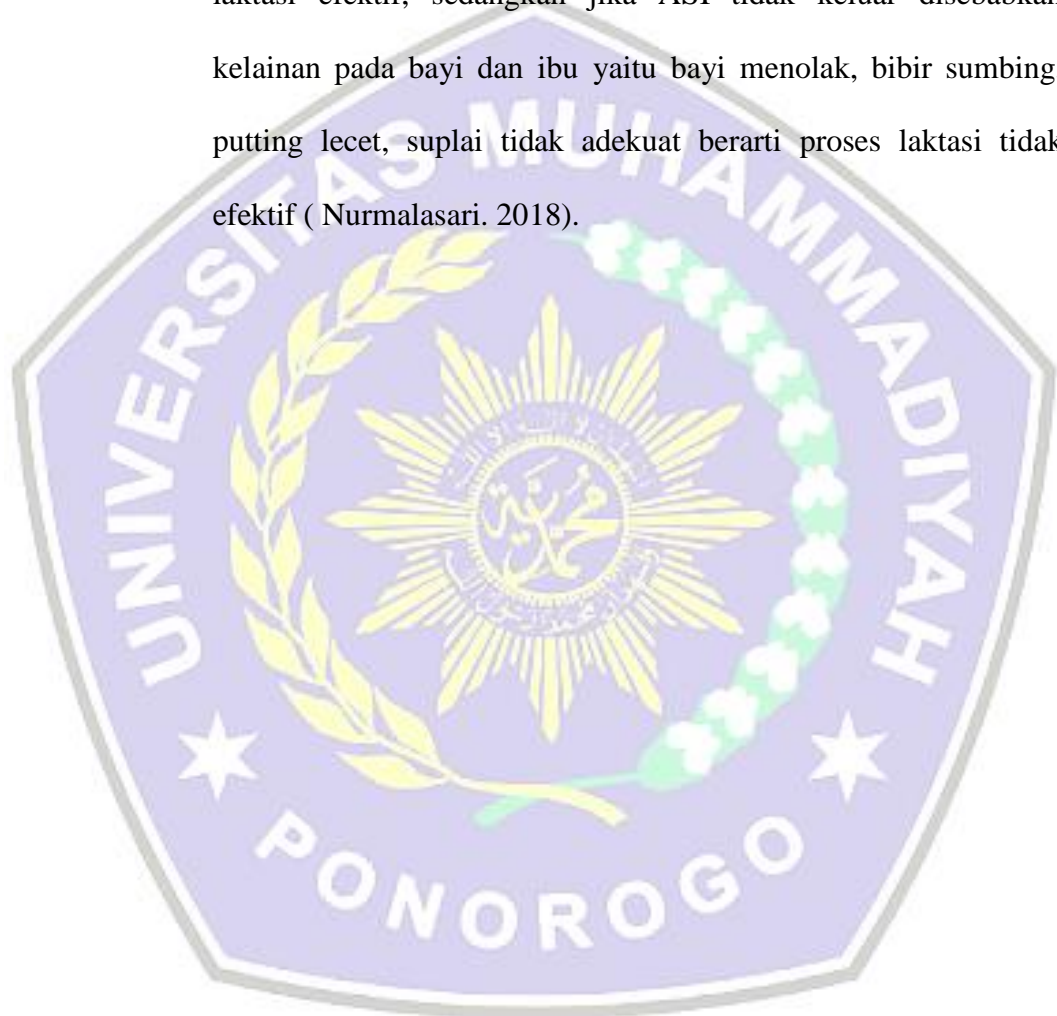 laktasi efektif, sedangkan jika ASI tidak keluar disebabkan
kelainan pada bayi dan ibu yaitu bayi menolak, bibir sumbing
putting lecet, suplai tidak adekuat berarti proses laktasi tidak
efektif ( Nurmalasari. 2018).
UNIVERSITAS MUHAMMADIYAH
PONOROGO